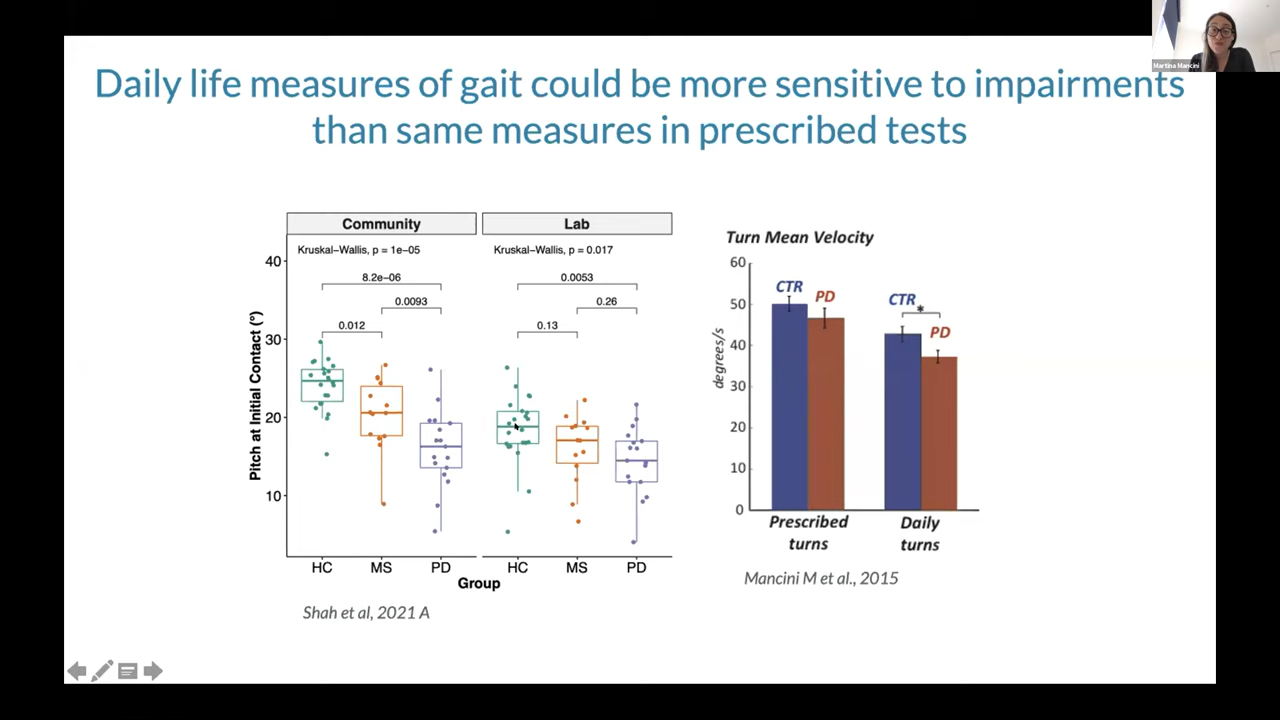 Martina Mancini
Daily life measures of gait could be more sensitive to impairments
than same measures in prescribed tests
Community
Lab
Kruskal−Wallis, p = 1e−05
Kruskal−Wallis, p = 0.017
8.2e−06
0.0093
0.012
0.0053
0.26
0.13
Pitch at Initial Contact (°)
40
30
20
10
HC MS PD
HC MS PD
Group
Shah et al, 2021 A
Turn Mean Velocity
degrees/s
60
50
40
30
20
10
0
CTR
PD
CTR
*
PD
Prescribed
turns
Daily
turns
Mancini M et al., 2015